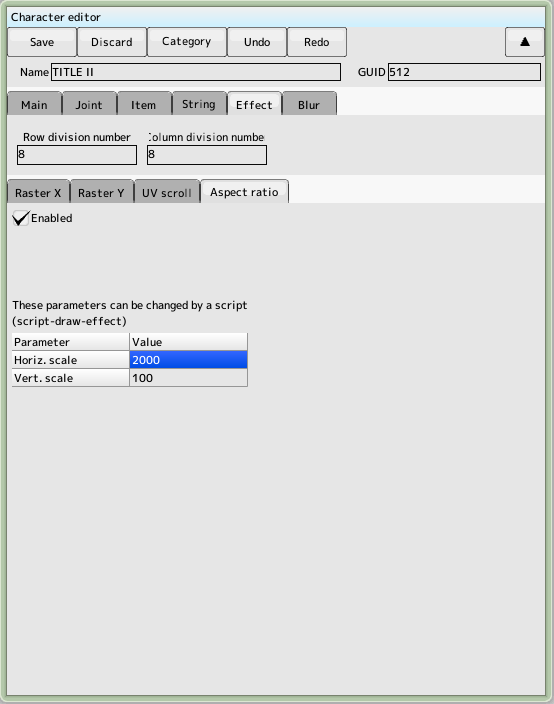 Character editor
Save Discard Category Undo Redo ▲
Name TITLE II GUID 512
Main Joint Item String Effect Blur
Row division number Column division numbe
8 8
Raster X Raster Y UV scroll Aspect ratio
Enabled
These parameters can be changed by a script
(script-draw-effect)
Parameter Value
Horiz. scale 2000
Vert. scale 100